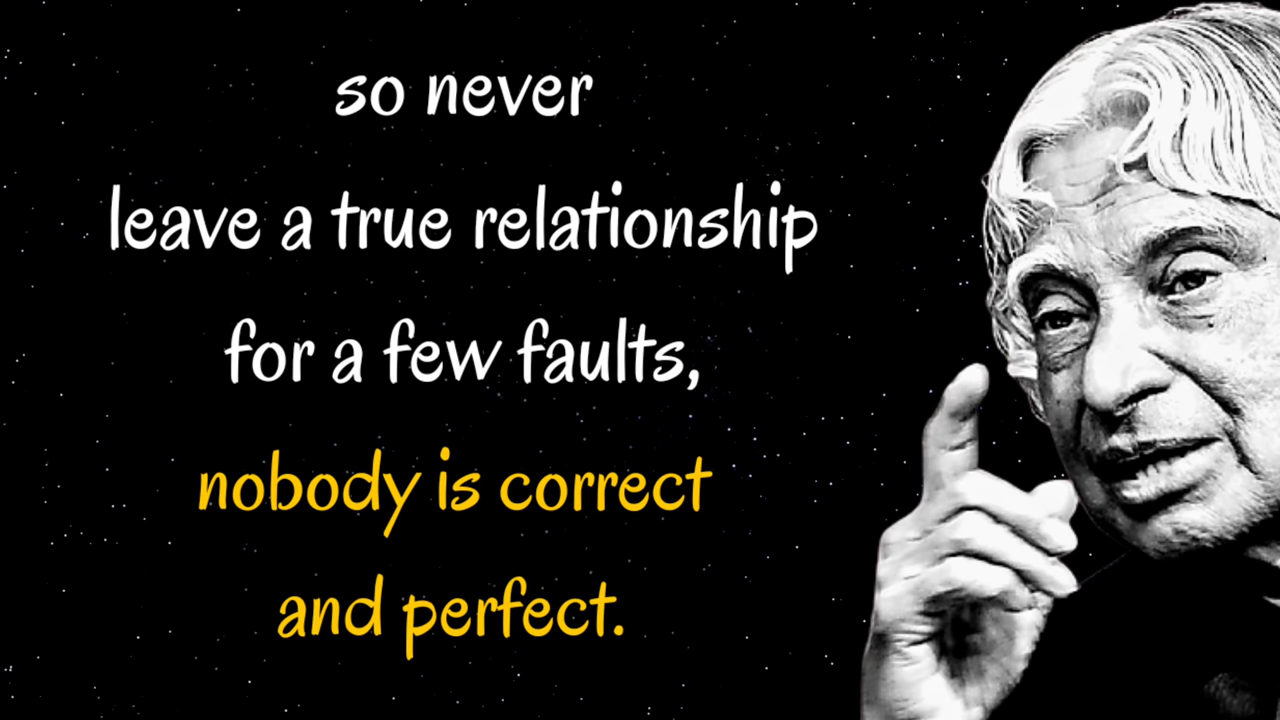 so never
leave a true relationship
for a few faults,
nobody is correct
and perfect.